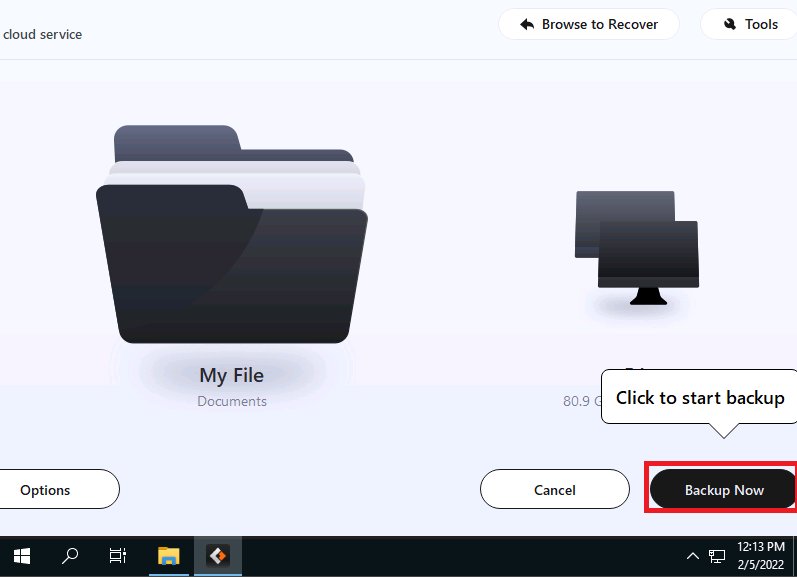 cloud service
Browse to Recover
Tools
My File
Documents
80.9
Click to start backup
Options
Cancel
Backup Now
12:13 PM
2/5/2022